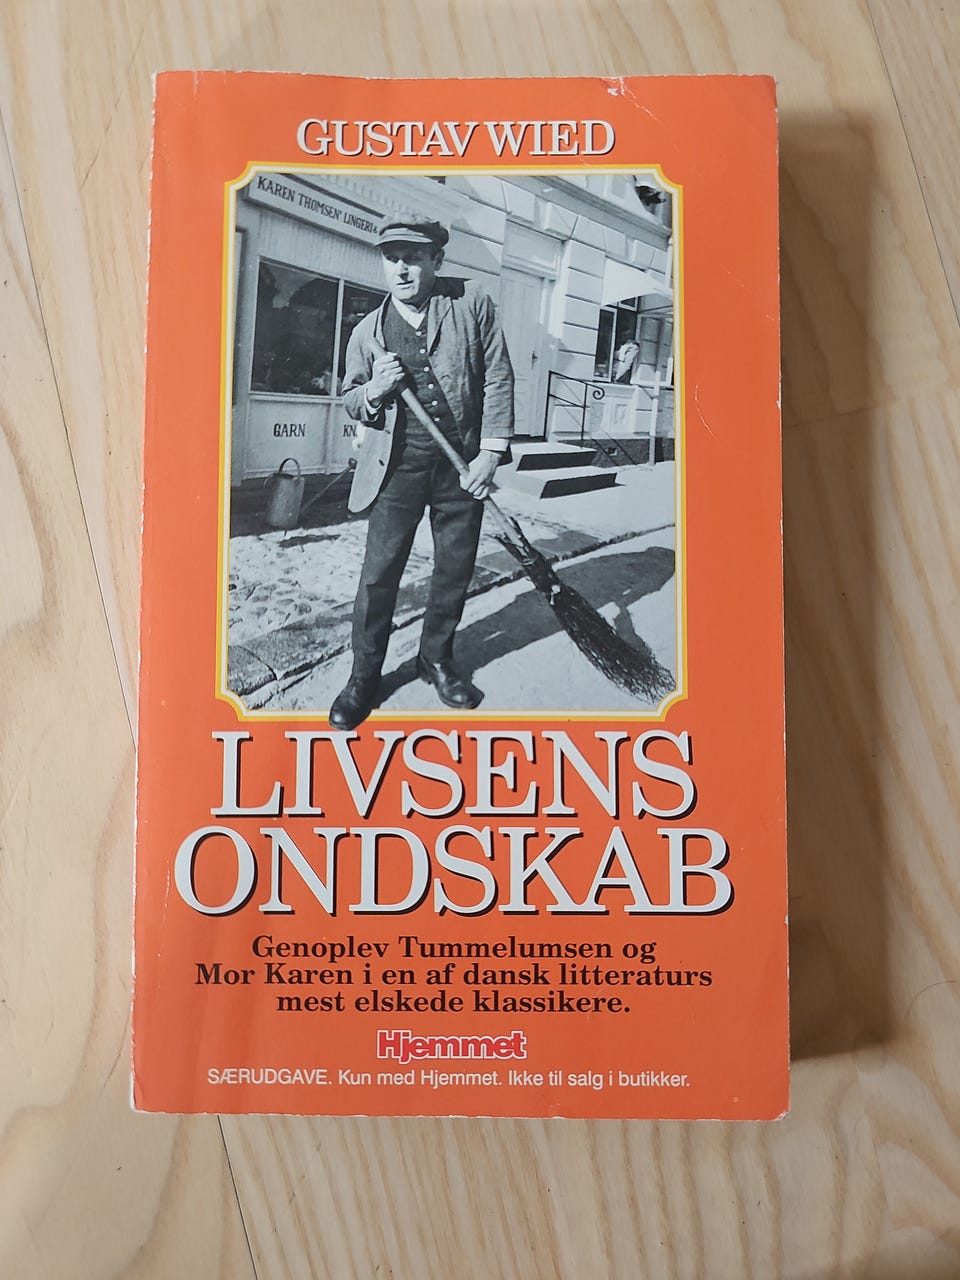 GUSTAV WIED
KAREN THOMSEN' LINGERI &
GARN
KN
LIVSENS
ONDSKAB
Genoplev Tummelumsen og
Mor Karen i en af dansk litteraturs
mest elskede klassikere.
Hjemmet
SÆRUDGAVE. Kun med Hjemmet. Ikke til salg i butikker.